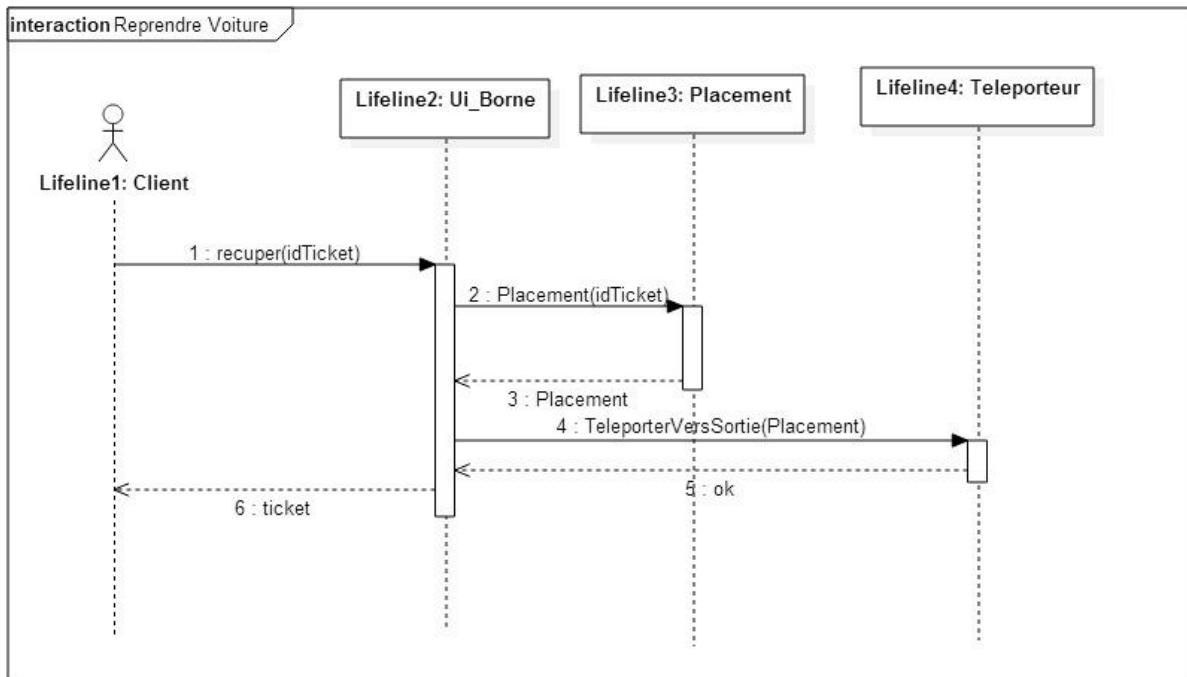 interaction Reprendre Voiture
Lifeline1: Client
Lifeline2: Ui_Borne
Lifeline3: Placement
Lifeline4: Teleporteur
1 : recuper(idTicket)
2 : Placement(idTicket)
3 : Placement
4 : TeleporterVersSortie(Placement)
5 : ok
6 : ticket